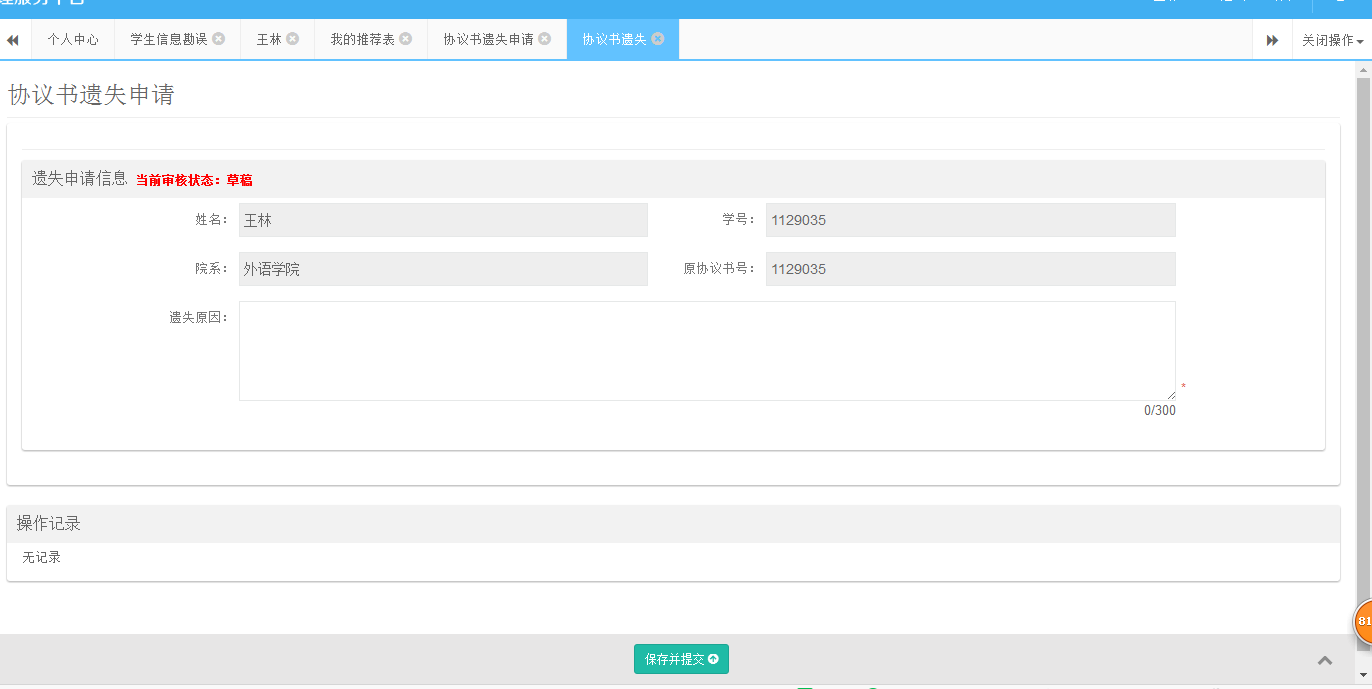 个人中心 学生信息勘误 王林 我的推荐表 协议书遗失申请 协议书遗失 关闭操作
协议书遗失申请
遗失申请信息 当前审核状态：草稿
姓名： 王林 学号： 1129035
院系： 外语学院 原协议书号： 1129035
遗失原因：
*
0/300
操作记录
无记录
81
保存并提交